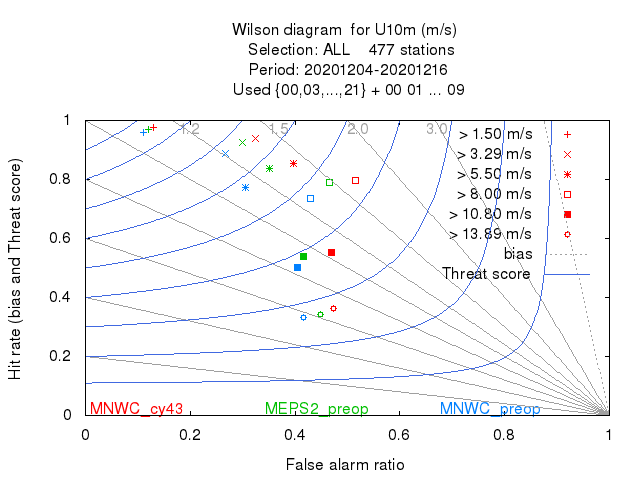 Wilson diagram for U10m (m/s)
Selection: ALL 477 stations
Period: 20201204-20201216
Used {00,03,...,21} + 00 01 ... 09
Hit rate (bias and Threat score)
1
0.8
0.6
0.4
0.2
0
1.2 1.5 2.0 3.0
> 1.50 m/s
> 3.29 m/s
> 5.50 m/s
> 8.00 m/s
> 10.80 m/s
> 13.89 m/s
bias
Threat score
MNWC_cy43 MEPS2_preop MNWC_preop
0 0.2 0.4 0.6 0.8 1
False alarm ratio